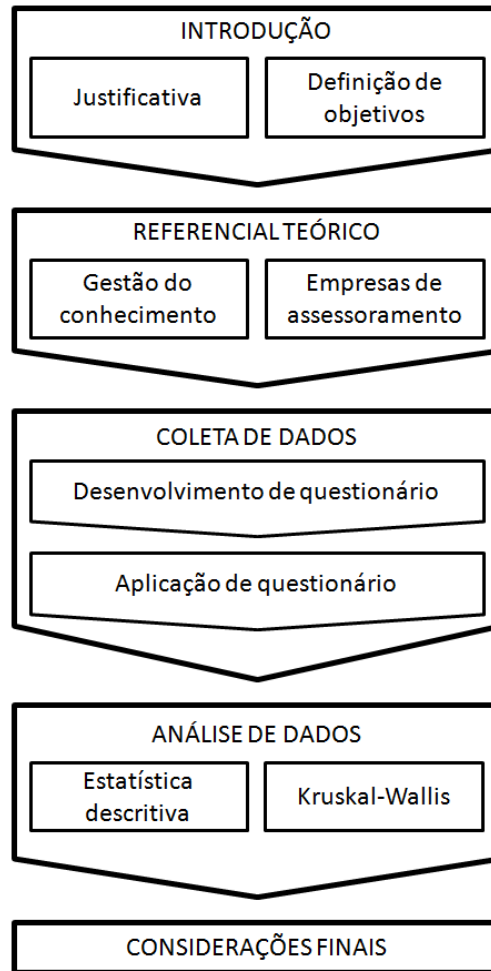 INTRODUÇÃO
Justificativa
Definição de
objetivos
REFERENCIAL TEÓRICO
Gestão do
conhecimento
Empresas de
assessoramento
COLETA DE DADOS
Desenvolvimento de questionário
Aplicação de questionário
ANÁLISE DE DADOS
Estatística
descritiva
Kruskal-Wallis
CONSIDERAÇÕES FINAIS